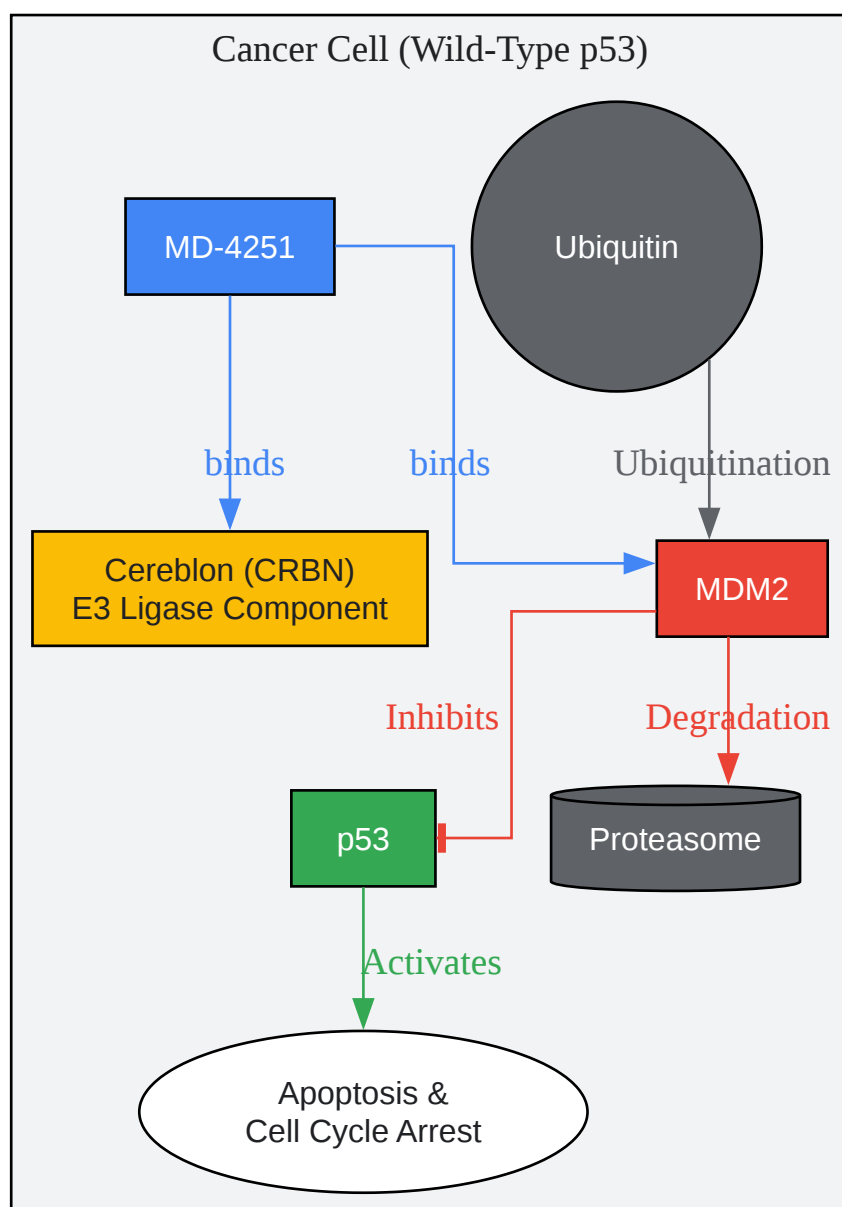 Cancer Cell (Wild-Type p53)
MD-4251
Ubiquitin
binds
binds
Ubiquitination
Cereblon (CRBN)
E3 Ligase Component
MDM2
Inhibits
Degradation
p53
Proteasome
Activates
Apoptosis &
Cell Cycle Arrest